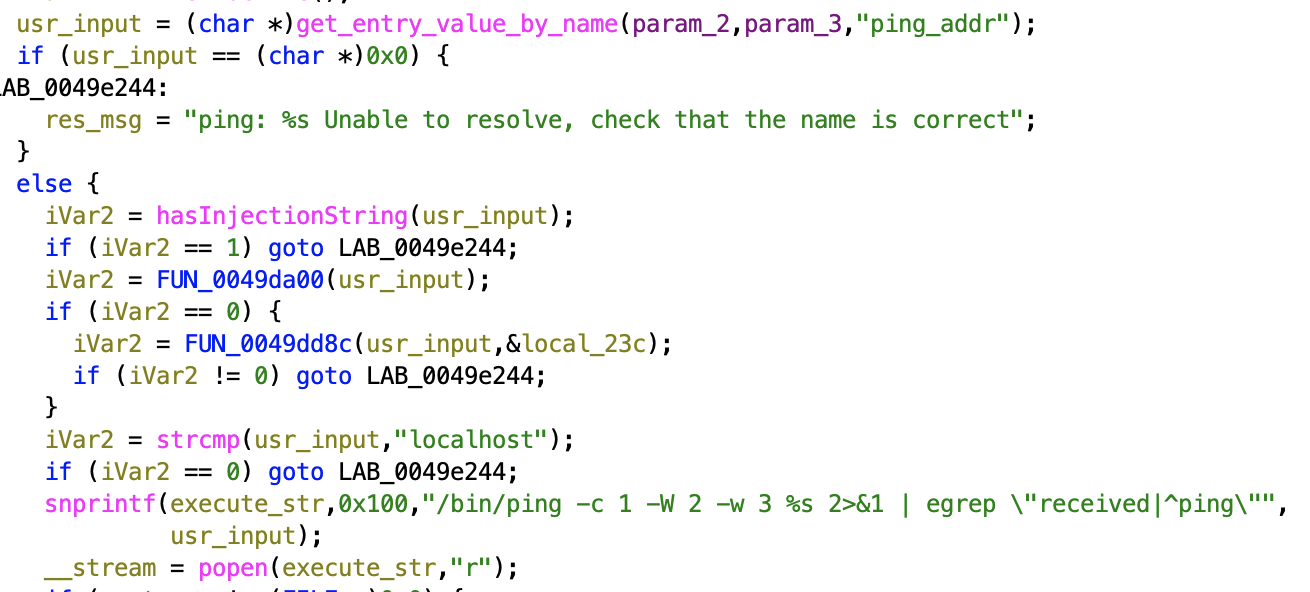 usr_input = (char *)get_entry_value_by_name(param_2,param_3,"ping_addr");
if (usr_input == (char *)0x0) {
LAB_0049e244:
res_msg = "ping: %s Unable to resolve, check that the name is correct";
}
else {
iVar2 = hasInjectionString(usr_input);
if (iVar2 == 1) goto LAB_0049e244;
iVar2 = FUN_0049da00(usr_input);
if (iVar2 == 0) {
iVar2 = FUN_0049dd8c(usr_input,&local_23c);
if (iVar2 != 0) goto LAB_0049e244;
}
iVar2 = strcmp(usr_input,"localhost");
if (iVar2 == 0) goto LAB_0049e244;
snprintf(execute_str,0x100,"/bin/ping -c 1 -W 2 -w 3 %s 2>&1 | egrep \"received|^ping\"",
usr_input);
__stream = popen(execute_str,"r");